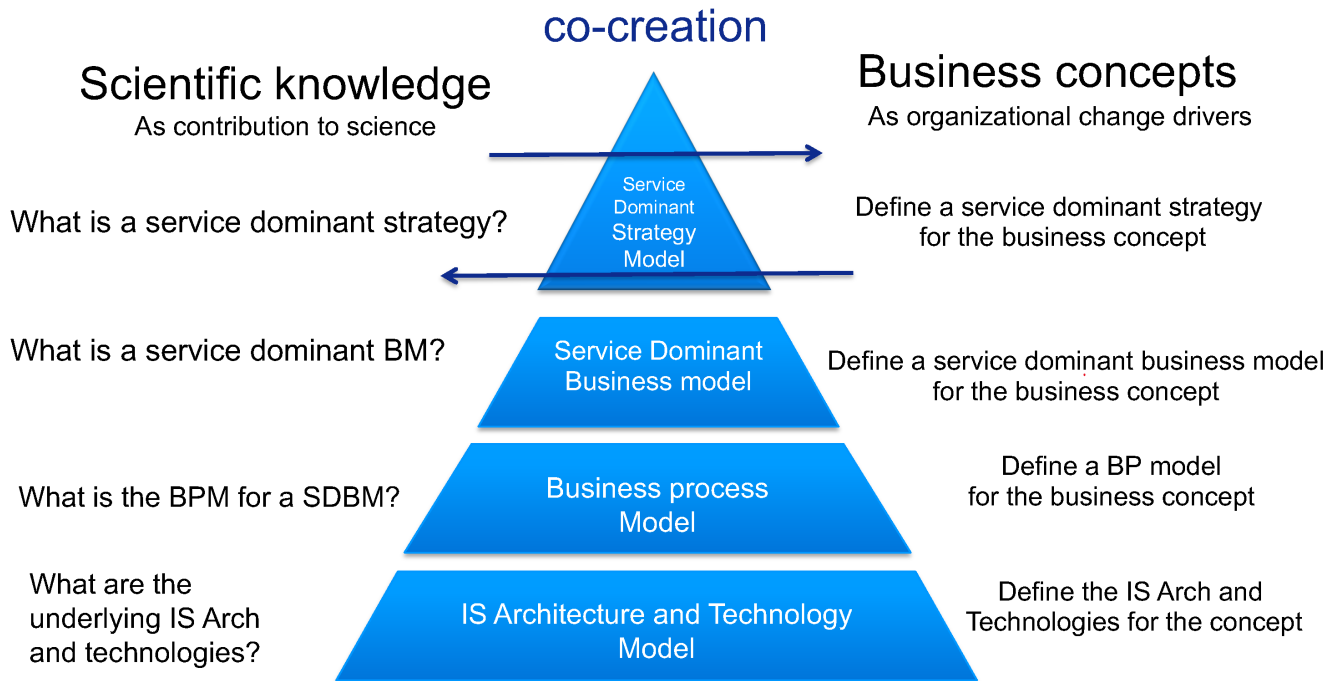 co-creation
Scientific knowledge
As contribution to science
Business concepts
As organizational change drivers
What is a service dominant strategy?
Service
Dominant
Strategy
Model
Define a service dominant strategy
for the business concept
What is a service dominant BM?
Service Dominant
Business model
Define a service dominant business model
for the business concept
What is the BPM for a SDBM?
Business process
Model
Define a BP model
for the business concept
What are the
underlying IS Arch
and technologies?
IS Architecture and Technology
Model
Define the IS Arch and
Technologies for the concept